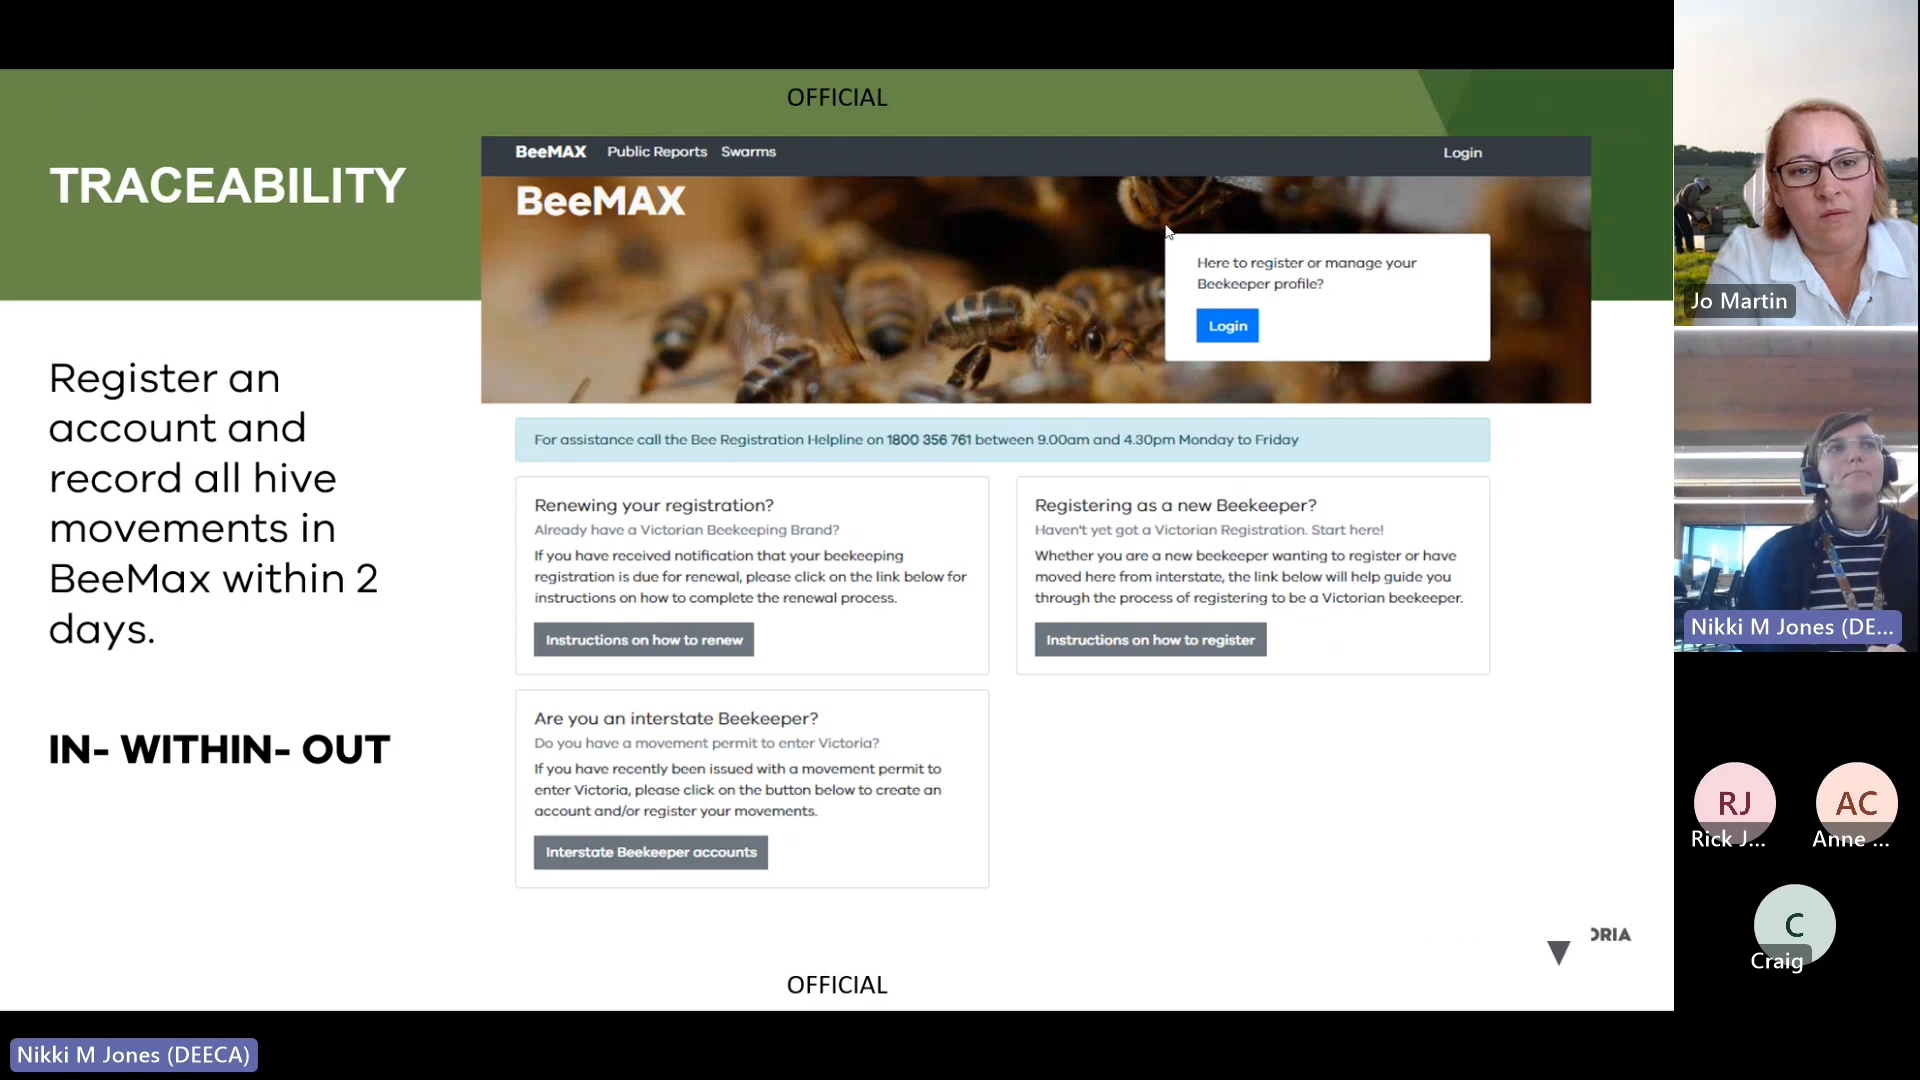 OFFICIAL
TRACEABILITY
Register an
account and
record all hive
movements in
BeeMax within 2
days.
IN- WITHIN- OUT
BeeMAX Public Reports Swarms Login
BeeMAX
Here to register or manage your
Beekeeper profile?
Login
For assistance call the Bee Registration Helpline on 1800 356 761 between 9.00am and 4.30pm Monday to Friday
Renewing your registration?
Already have a Victorian Beekeeping Brand?
If you have received notification that your beekeeping
registration is due for renewal, please click on the link below for
instructions on how to complete the renewal process.
Instructions on how to renew
Registering as a new Beekeeper?
Haven't yet got a Victorian Registration. Start here!
Whether you are a new beekeeper wanting to register or have
moved here from interstate, the link below will help guide you
through the process of registering to be a Victorian beekeeper.
Instructions on how to register
Are you an interstate Beekeeper?
Do you have a movement permit to enter Victoria?
If you have recently been issued with a movement permit to
enter Victoria, please click on the button below to create an
account and/or register your movements.
Interstate Beekeeper accounts
ORIA
OFFICIAL
Jo Martin
Nikki M Jones (DE...
RJ
Rick J...
AC
Anne ...
C
Craig
Nikki M Jones (DEECA)